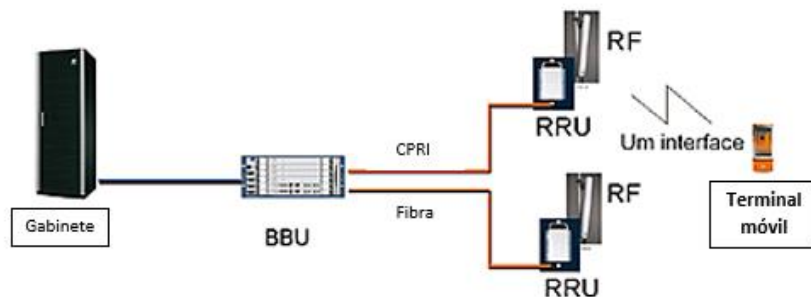 RF
RRU
CPRI
Um interface
Gabinete
BBU
Fibra
RF
RRU
Terminal
móvil